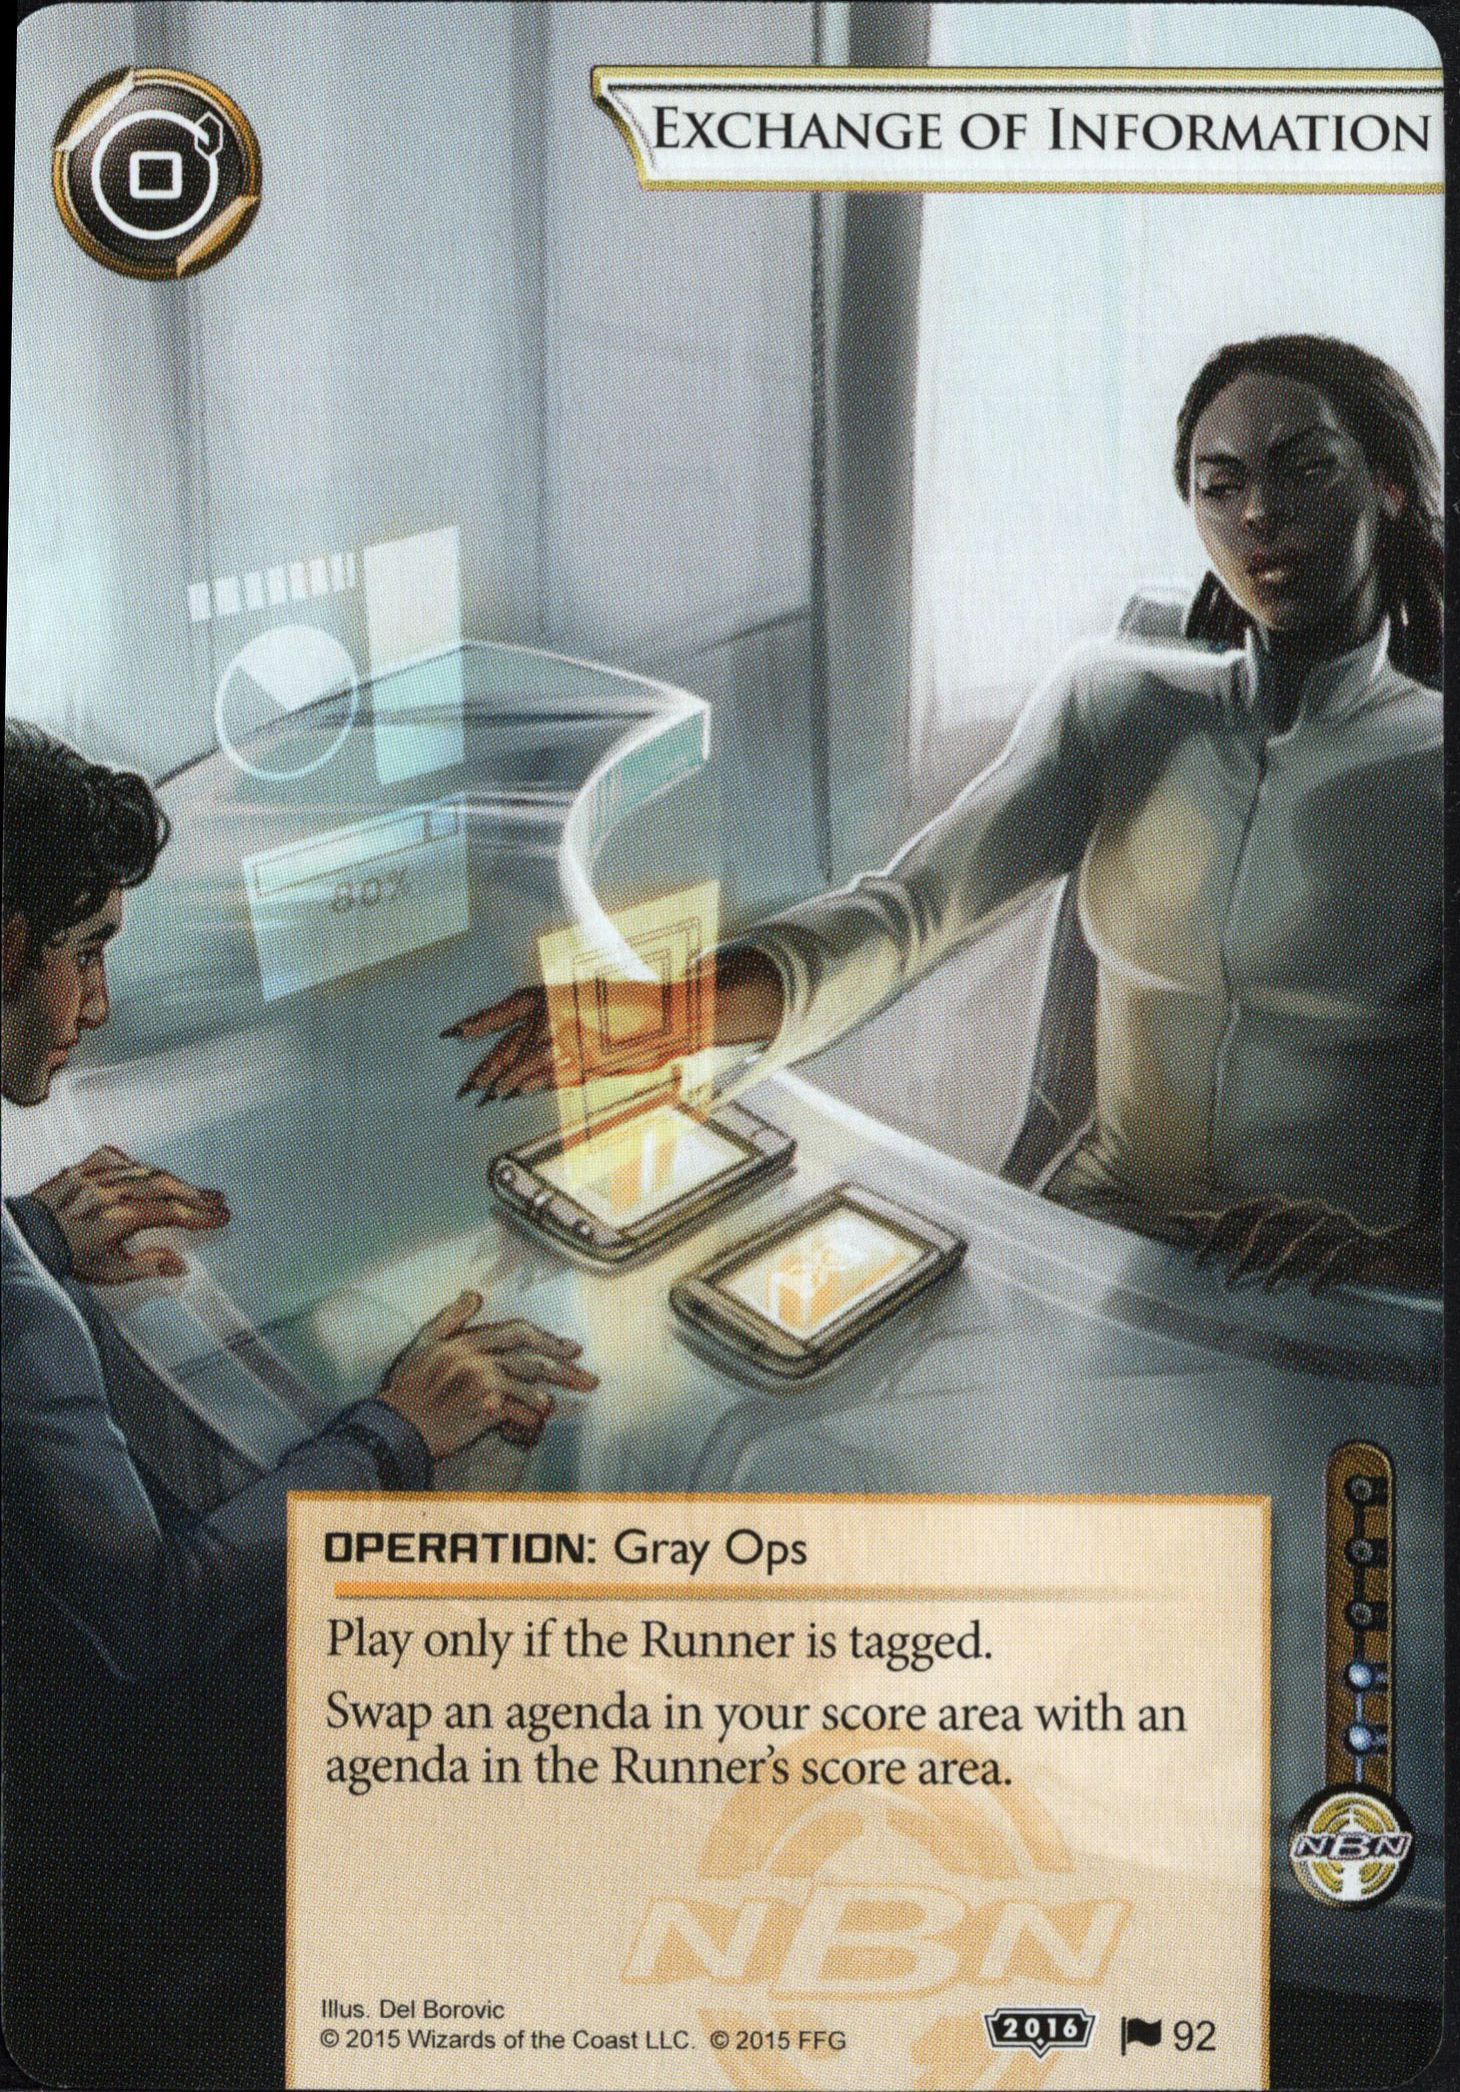 0
EXCHANGE OF INFORMATION
80%
OPERATION: Gray Ops
Play only if the Runner is tagged.
Swap an agenda in your score area with an
agenda in the Runner's score area.
NBN
NBN
Illus. Del Borovic
© 2015 Wizards of the Coast LLC. © 2015 FFG
2016
92